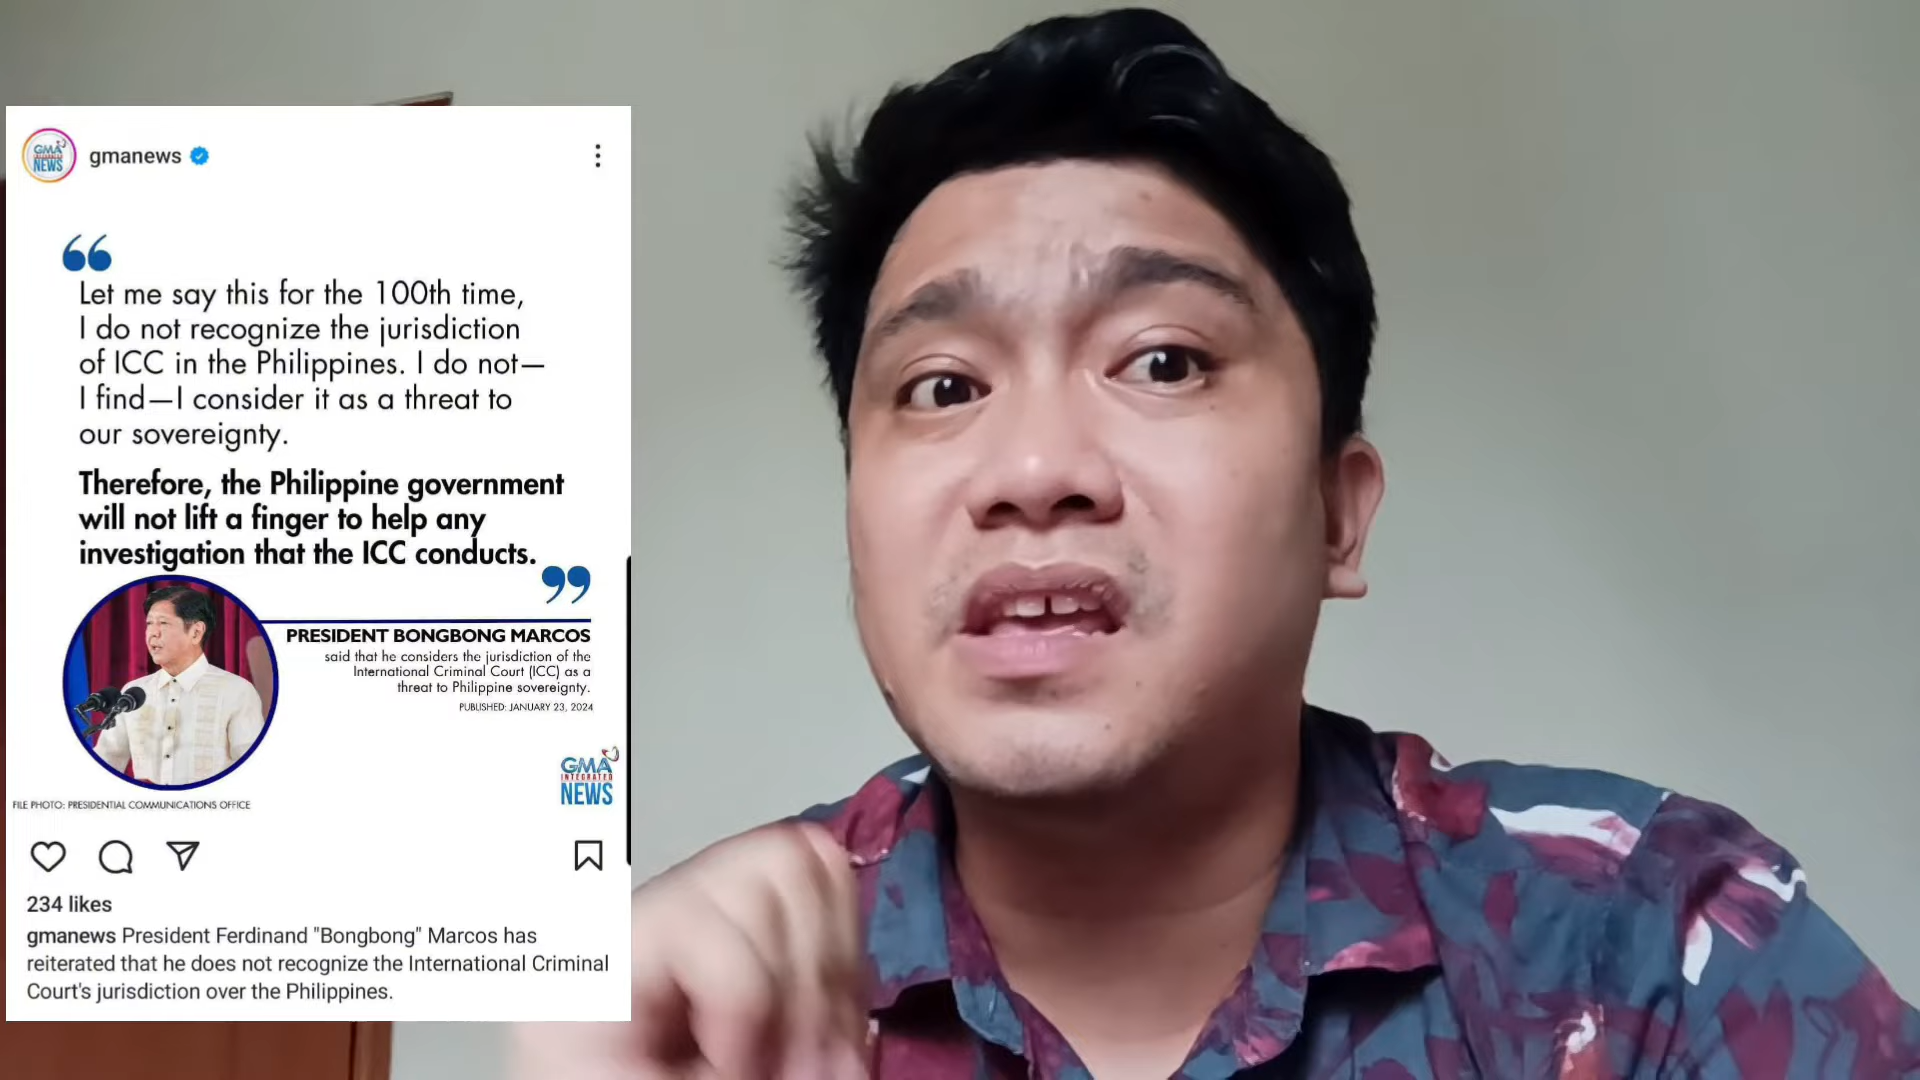 GMA
INTEGRATED
NEWS
gmanews
“
Let me say this for the 100th time,
I do not recognize the jurisdiction
of ICC in the Philippines. I do not—
I find—I consider it as a threat to
our sovereignty.
Therefore, the Philippine government
will not lift a finger to help any
investigation that the ICC conducts.
”
PRESIDENT BONGBONG MARCOS
said that he considers the jurisdiction of the
International Criminal Court (ICC) as a
threat to Philippine sovereignty.
PUBLISHED: JANUARY 23, 2024
GMA
INTEGRATED
NEWS
FILE PHOTO: PRESIDENTIAL COMMUNICATIONS OFFICE
234 likes
gmanews President Ferdinand "Bongbong" Marcos has
reiterated that he does not recognize the International Criminal
Court's jurisdiction over the Philippines.